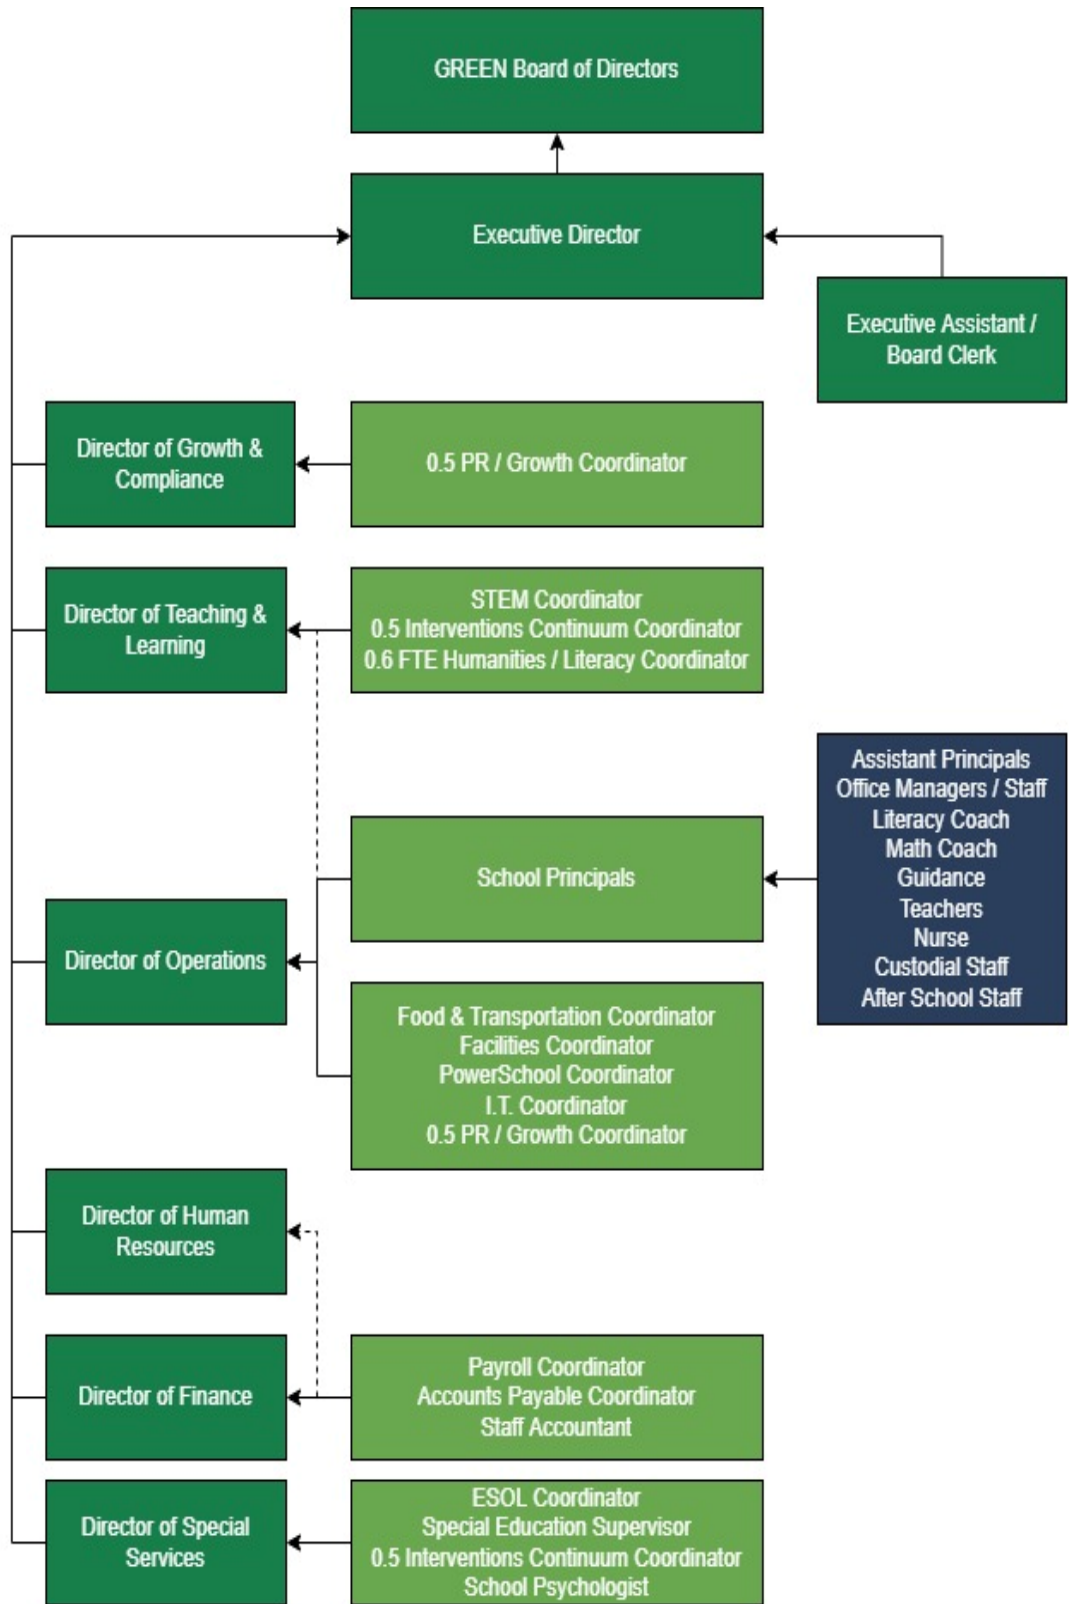 GREEN Board of Directors
Executive Director
Executive Assistant /
Board Clerk
Director of Growth &
Compliance
0.5 PR / Growth Coordinator
Director of Teaching &
Learning
STEM Coordinator
0.5 Interventions Continuum Coordinator
0.6 FTE Humanities / Literacy Coordinator
Assistant Principals
Office Managers / Staff
Literacy Coach
Math Coach
Guidance
Teachers
Nurse
Custodial Staff
After School Staff
School Principals
Director of Operations
Food & Transportation Coordinator
Facilities Coordinator
PowerSchool Coordinator
I.T. Coordinator
0.5 PR / Growth Coordinator
Director of Human
Resources
Director of Finance
Payroll Coordinator
Accounts Payable Coordinator
Staff Accountant
Director of Special
Services
ESOL Coordinator
Special Education Supervisor
0.5 Interventions Continuum Coordinator
School Psychologist